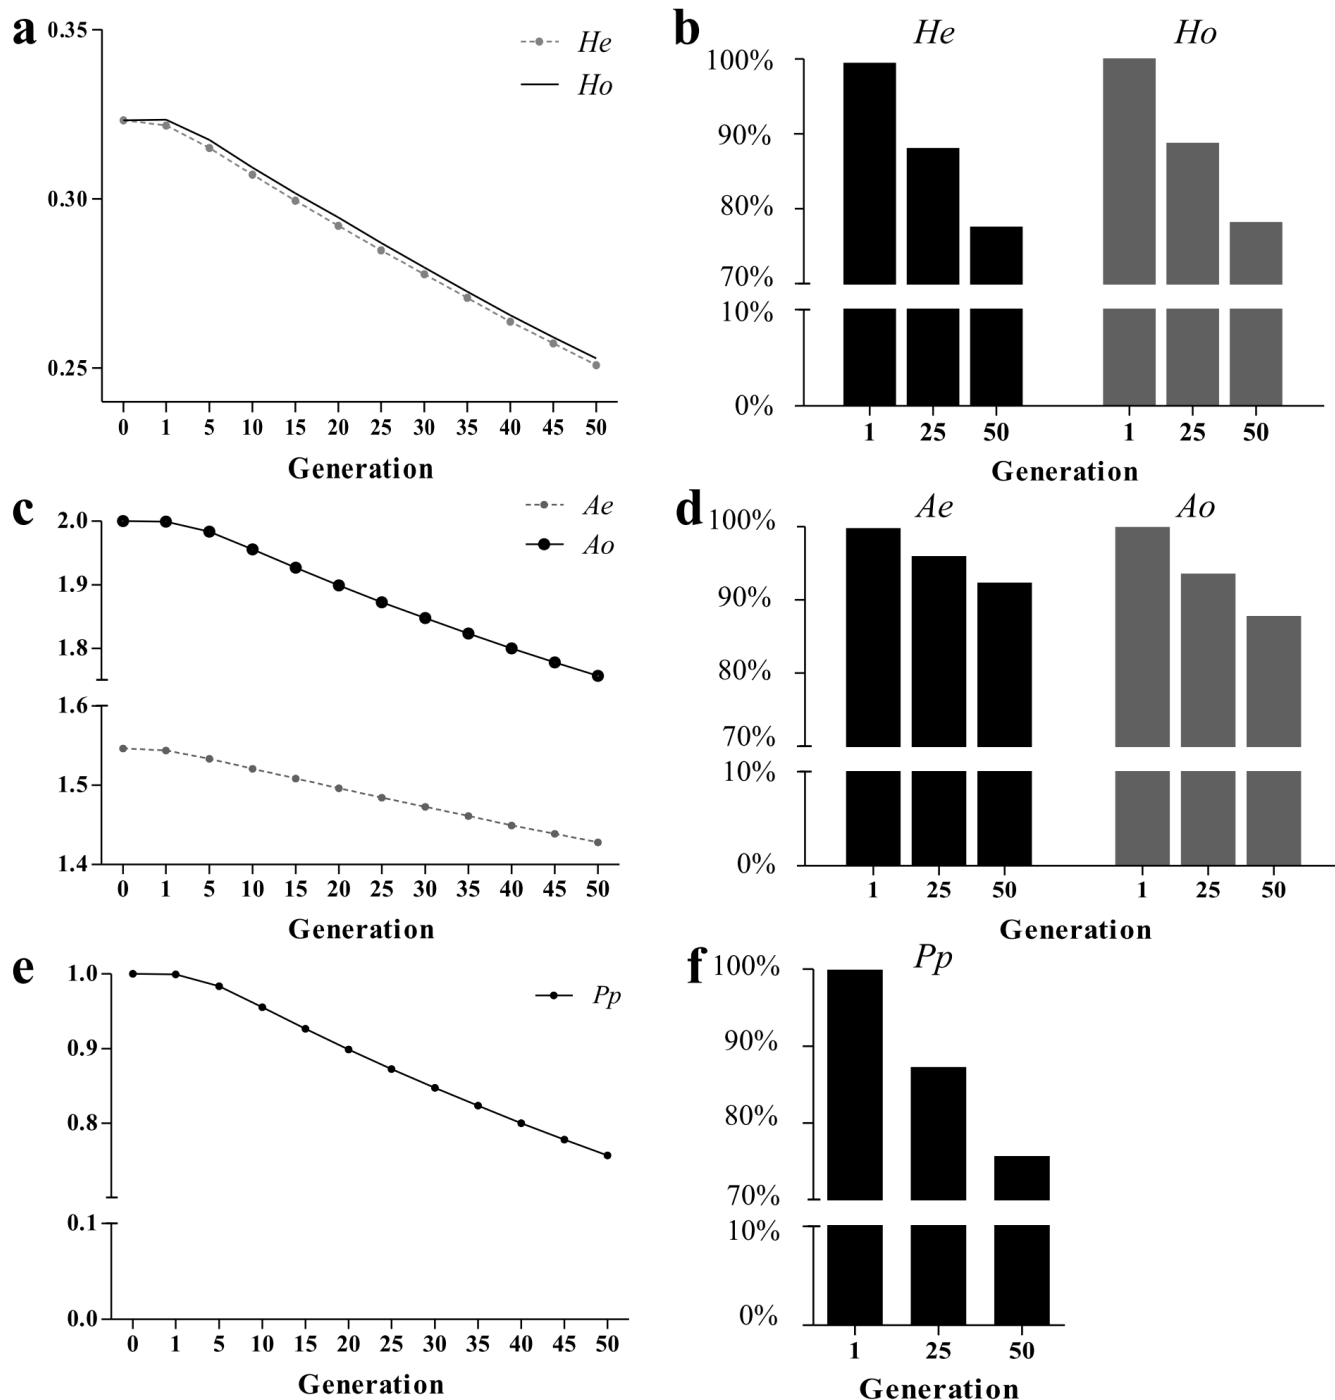 a
0.35
0.30
0.25
He
Ho
0 1 5 10 15 20 25 30 35 40 45 50
Generation
b
He Ho
100%
90%
80%
70%
10%
0%
1 25 50 1 25 50
Generation
c
2.0
1.9
1.8
1.6
1.5
1.4
Ae
Ao
0 1 5 10 15 20 25 30 35 40 45 50
Generation
d
Ae Ao
100%
90%
80%
70%
10%
0%
1 25 50 1 25 50
Generation
e
1.0
0.9
0.8
0.1
0.0
Pp
0 1 5 10 15 20 25 30 35 40 45 50
Generation
f
Pp
100%
90%
80%
70%
10%
0%
1 25 50
Generation